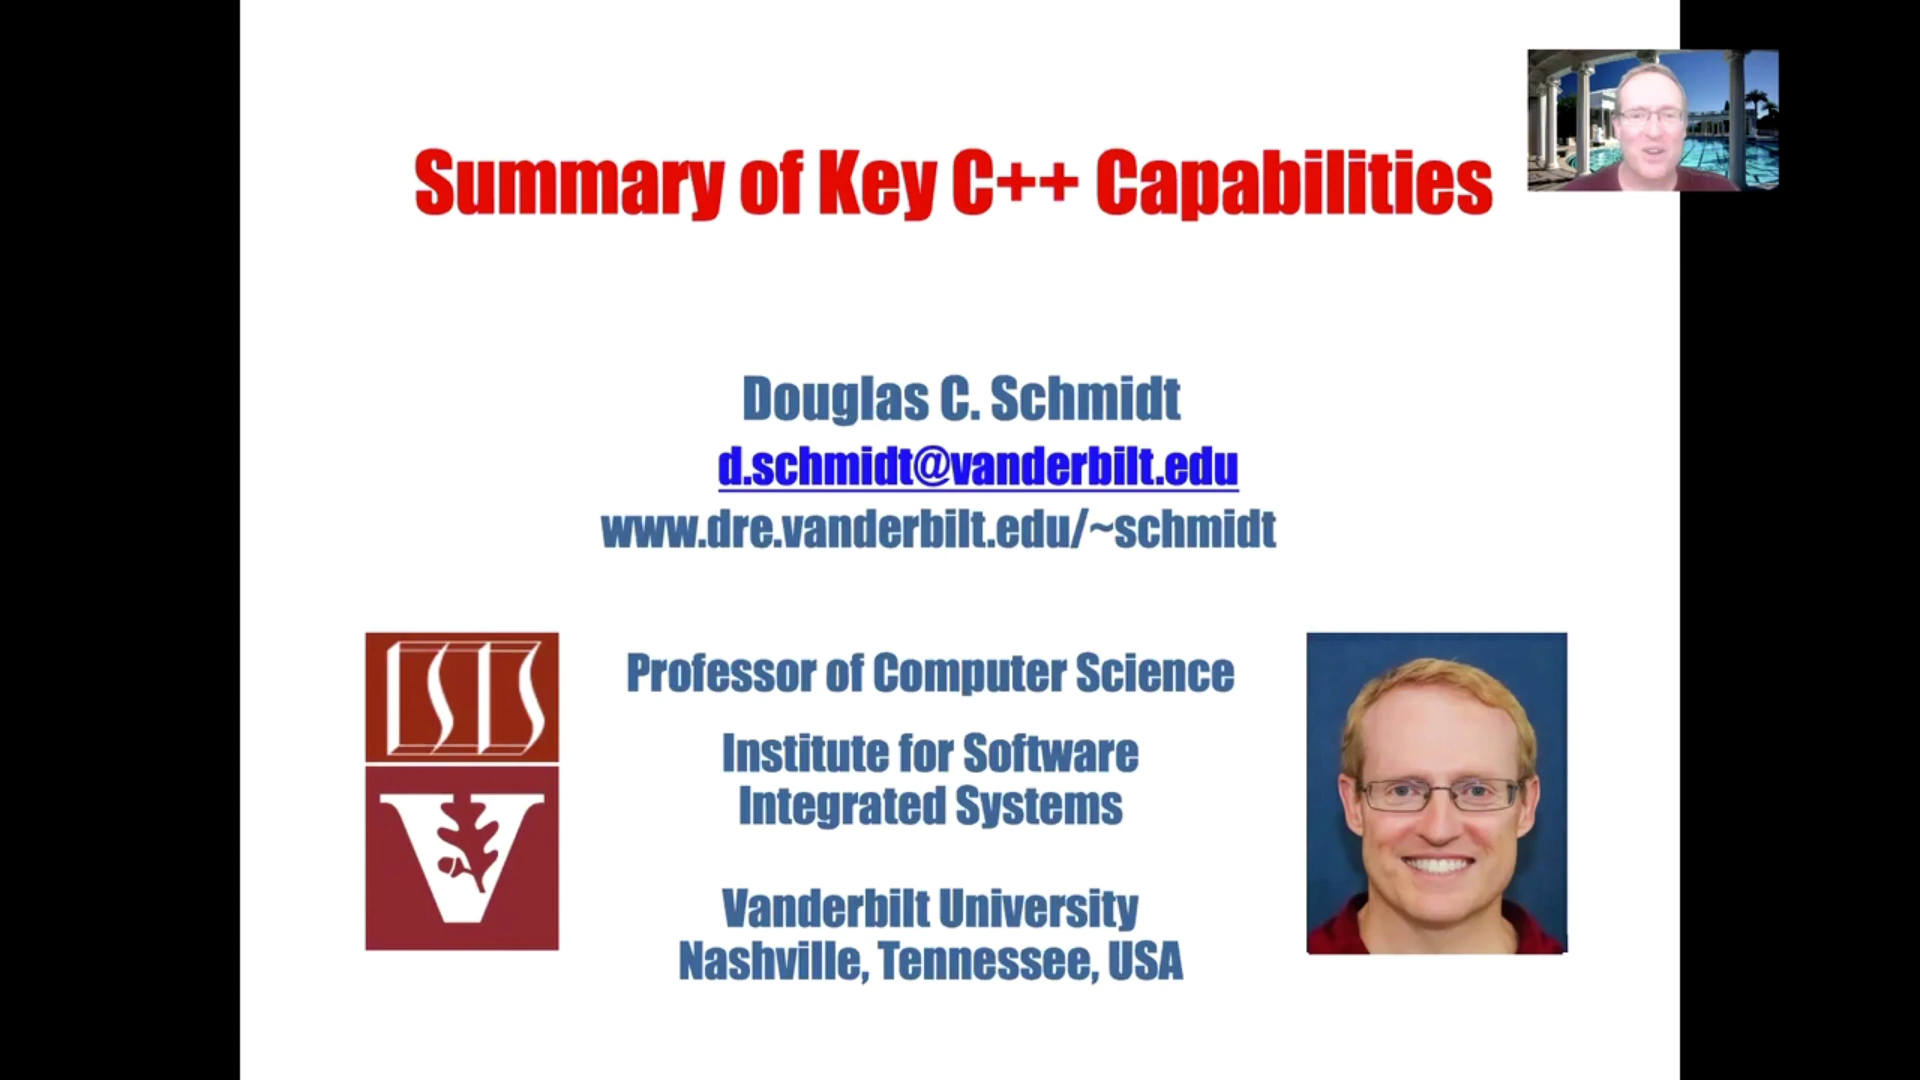 Summary of Key C++ Capabilities
Douglas C. Schmidt
d.schmidt@vanderbilt.edu
www.dre.vanderbilt.edu/~schmidt
ISIS
Professor of Computer Science
Institute for Software
Integrated Systems
V
Vanderbilt University
Nashville, Tennessee, USA